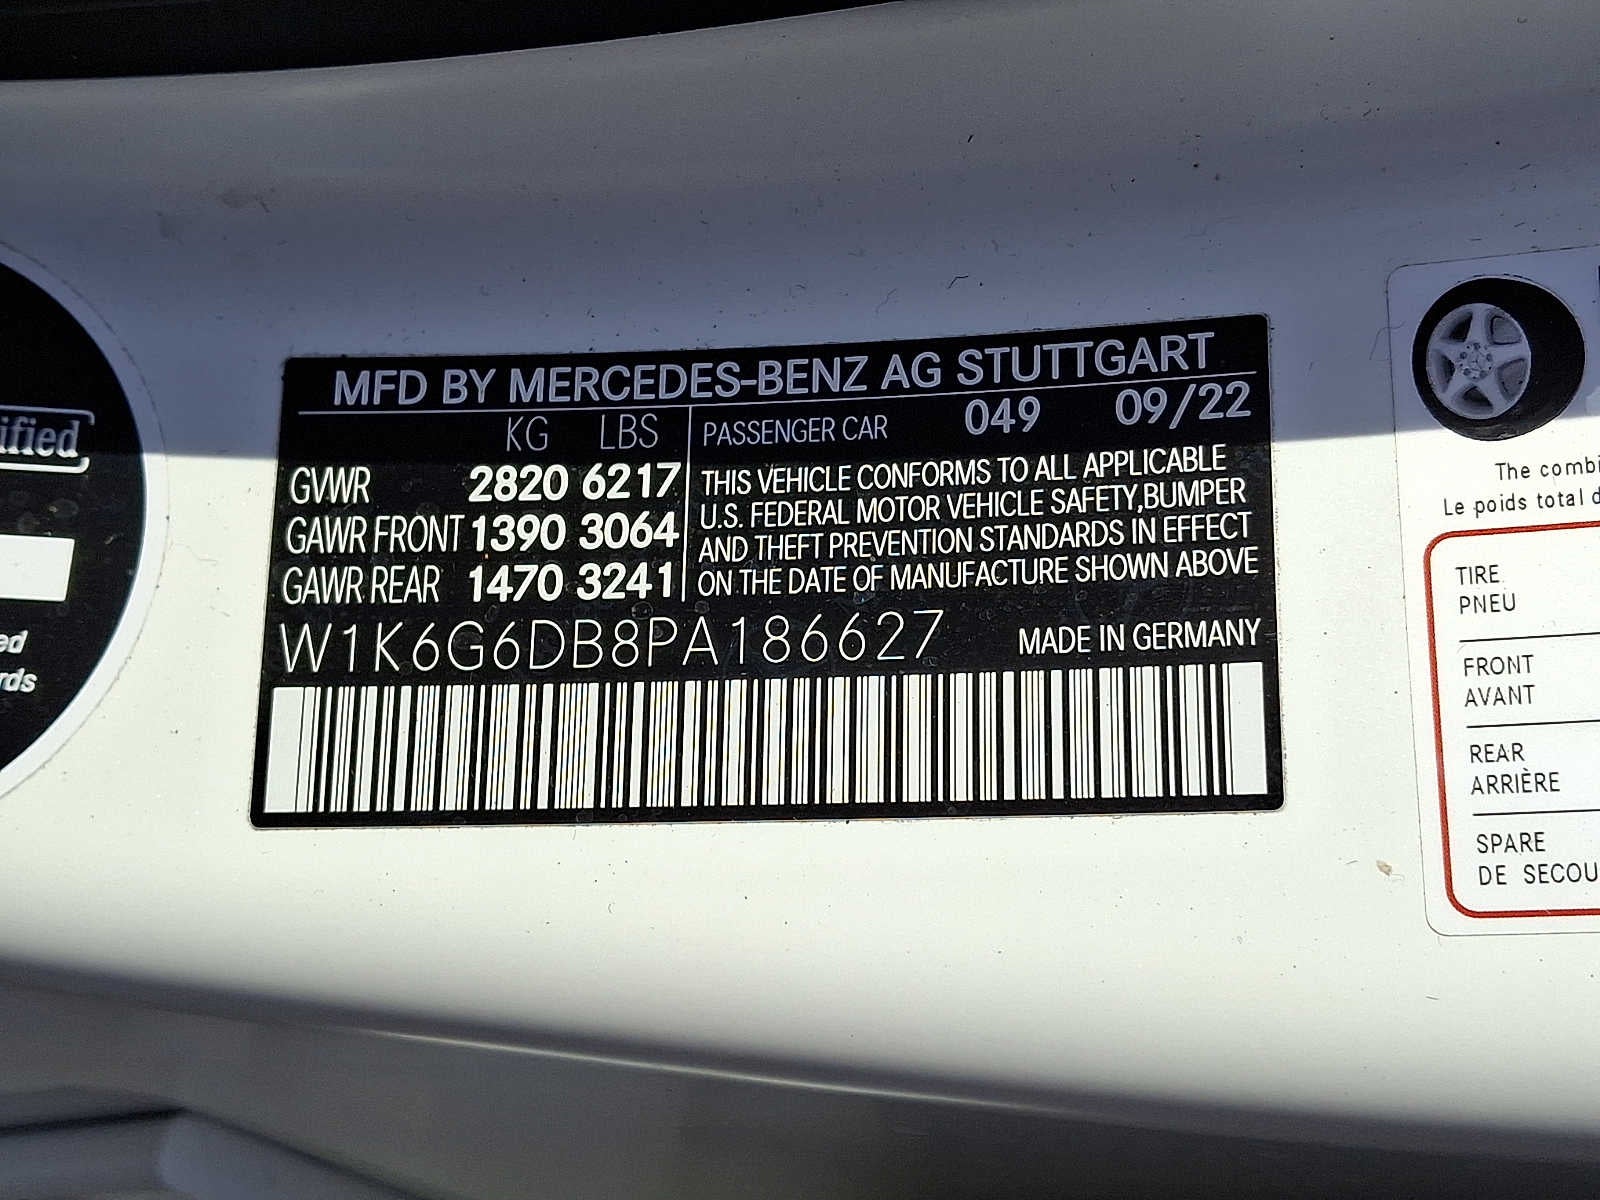 ified
ed
rds
MFD BY MERCEDES-BENZ AG STUTTGART
KG LBS PASSENGER CAR 049 09/22
GVWR 2820 6217
GAWR FRONT 1390 3064
GAWR REAR 1470 3241
THIS VEHICLE CONFORMS TO ALL APPLICABLE
U.S. FEDERAL MOTOR VEHICLE SAFETY,BUMPER
AND THEFT PREVENTION STANDARDS IN EFFECT
ON THE DATE OF MANUFACTURE SHOWN ABOVE
W1K6G6DB8PA186627 MADE IN GERMANY
The combi
Le poids total d
TIRE
PNEU
FRONT
AVANT
REAR
ARRIÈRE
SPARE
DE SECOU